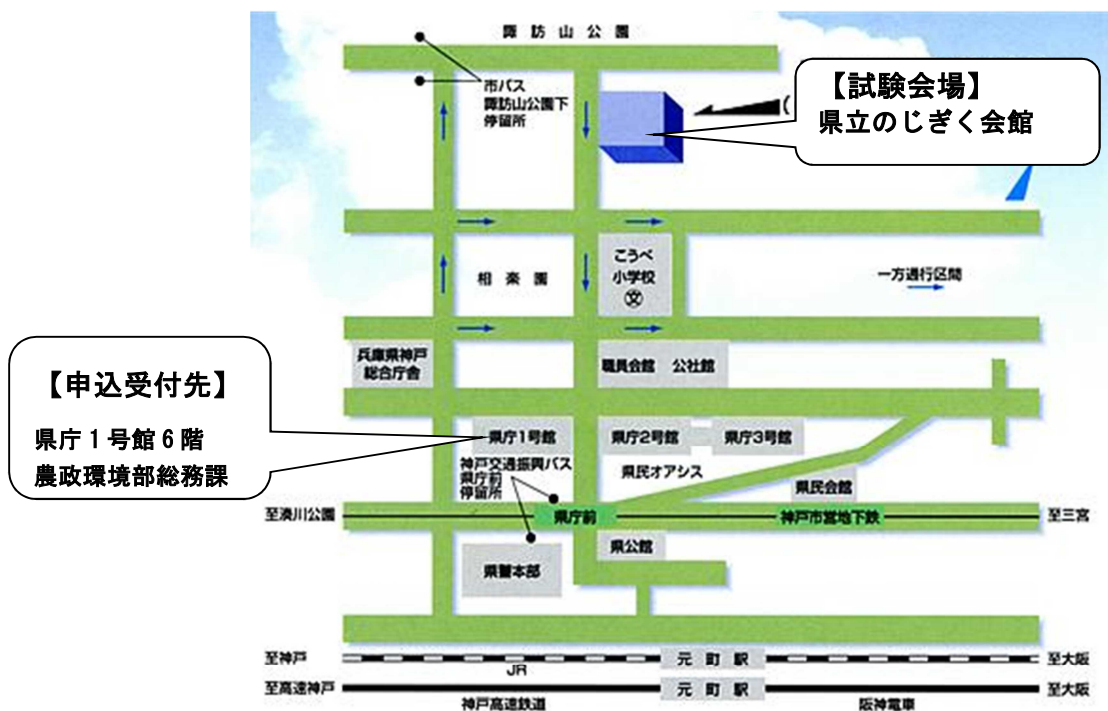 諏訪山公園
市バス
諏訪山公園下
停留所
【試験会場】
県立のじぎく会館
(
こうべ
小学校
文
相楽園
一方通行区間
兵庫県神戸
総合庁舎
職員会館 公社館
【申込受付先】
県庁1号館6階
農政環境部総務課
県庁1号館
県庁2号館
県庁3号館
神戸交通振興バス
県庁前
停留所
県民オアシス
県民会館
至湊川公園
県庁前
神戸市営地下鉄
至三宮
県公館
県警本部
至神戸
JR
元町駅
至大阪
至高速神戸
神戸高速鉄道
元町駅
阪神電車
至大阪